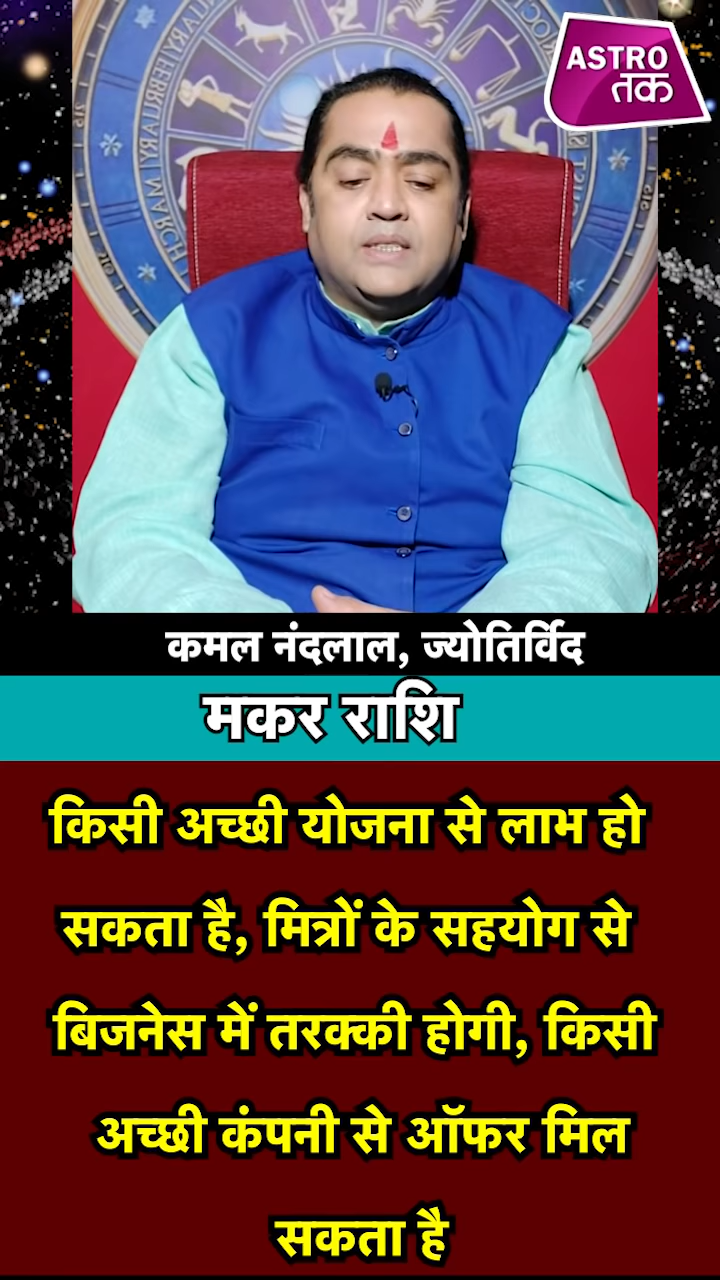 ASTRO
तक
कमल नंदलाल, ज्योतिर्विद
मकर राशि
किसी अच्छी योजना से लाभ हो
सकता है, मित्रों के सहयोग से
बिजनेस में तरक्की होगी, किसी
अच्छी कंपनी से ऑफर मिल
सकता है